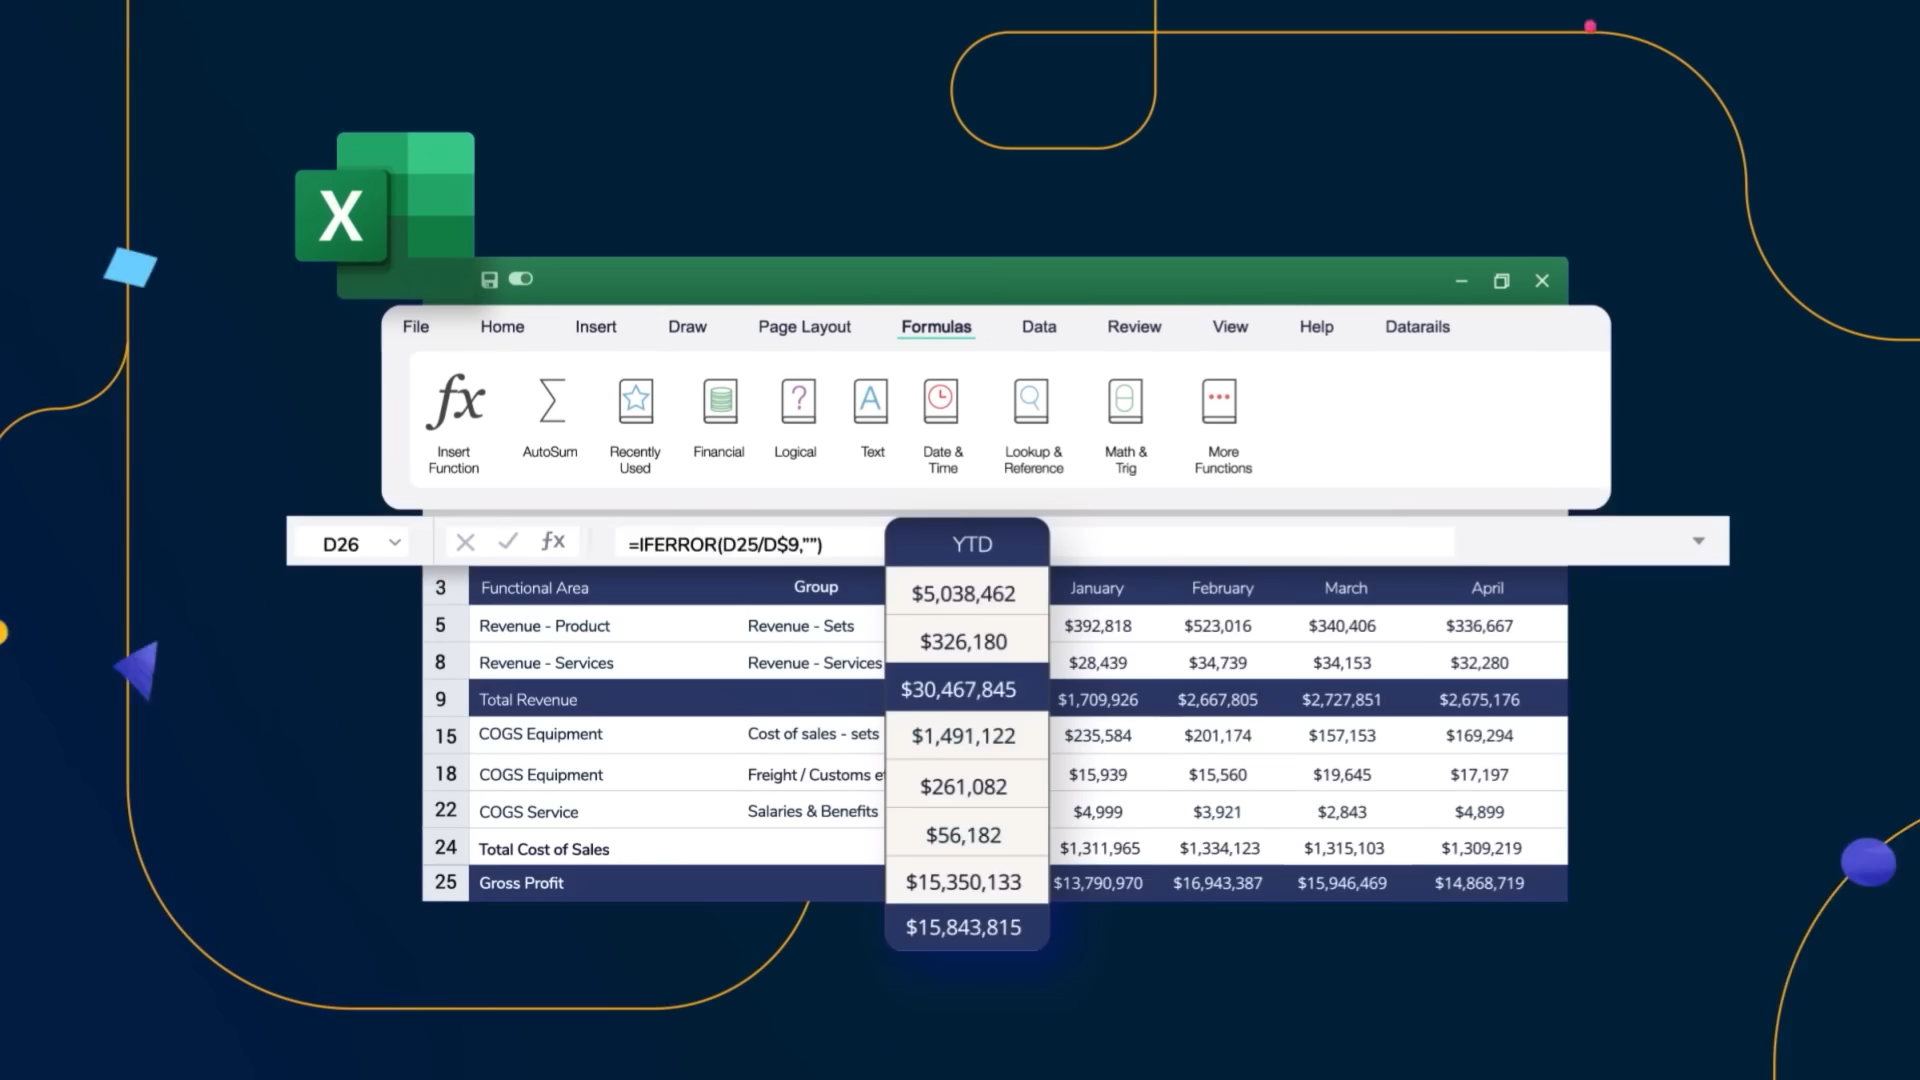 X
File Home Insert Draw Page Layout Formulas Data Review View Help Datarails
fx
Insert Function AutoSum Recently Used Financial Logical Text Date & Time Lookup & Reference Math & Trig More Functions
D26 fx =IFERROR(D25/D$9,"") YTD
3 Functional Area Group January February March April
$5,038,462
5 Revenue - Product Revenue - Sets $392,818 $523,016 $340,406 $336,667
$326,180
8 Revenue - Services Revenue - Services $28,439 $34,739 $34,153 $32,280
$30,467,845
9 Total Revenue $1,709,926 $2,667,805 $2,727,851 $2,675,176
15 COGS Equipment Cost of sales - sets $1,491,122 $235,584 $201,174 $157,153 $169,294
18 COGS Equipment Freight / Customs e $261,082 $15,939 $15,560 $19,645 $17,197
22 COGS Service Salaries & Benefits $56,182 $4,999 $3,921 $2,843 $4,899
24 Total Cost of Sales $1,311,965 $1,334,123 $1,315,103 $1,309,219
25 Gross Profit $15,350,133 $13,790,970 $16,943,387 $15,946,469 $14,868,719
$15,843,815